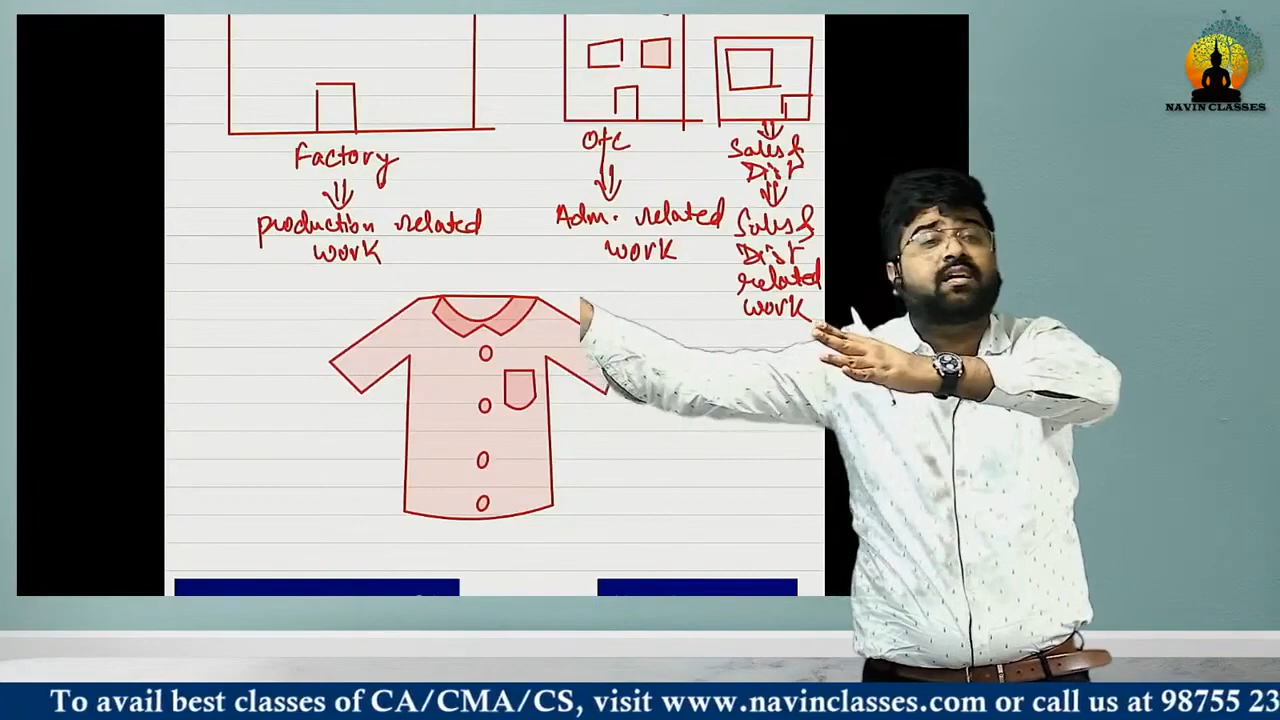 NAVIN CLASSES
Factory
production related
work
Ofc
Adm. related
work
Sales &
Dist
Sales &
Dist
related
work
To avail best classes of CA/CMA/CS, visit www.navinclasses.com or call us at 98755 23